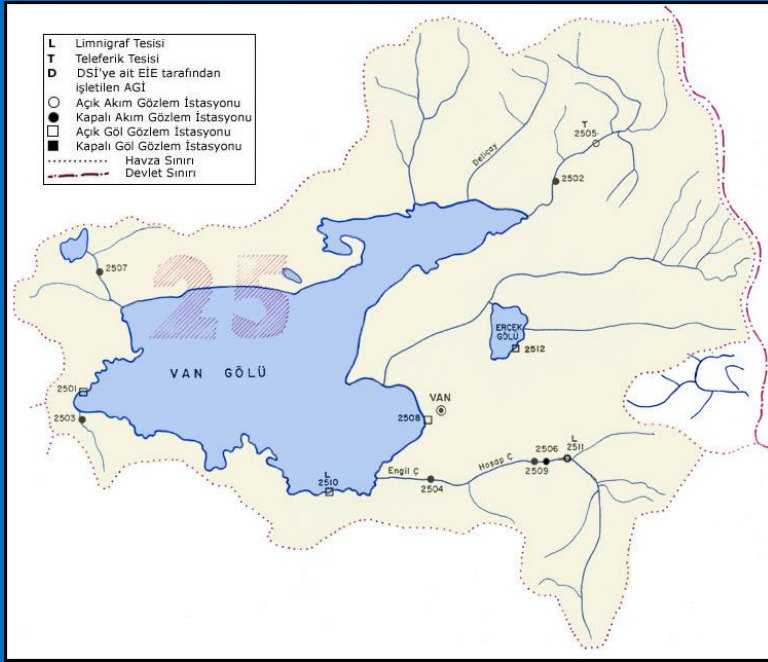 L Limnigraf Tesisi
T Teleferik Tesisi
D DSİ'ye ait EİE tarafından
işletilen AGİ
Açık Akım Gözlem İstasyonu
Kapalı Akım Gözlem İstasyonu
Açık Göl Gözlem İstasyonu
Kapalı Göl Gözlem İstasyonu
Havza Sınırı
Devlet Sınırı
T
2505
Deliçay
2502
2507
25
ERÇEK
GÖLÜ
2512
VAN GÖLÜ
2501
VAN
2503
2508
L
2510
Engil Ç
2504
Hoşap Ç
2506
2509
L
2511